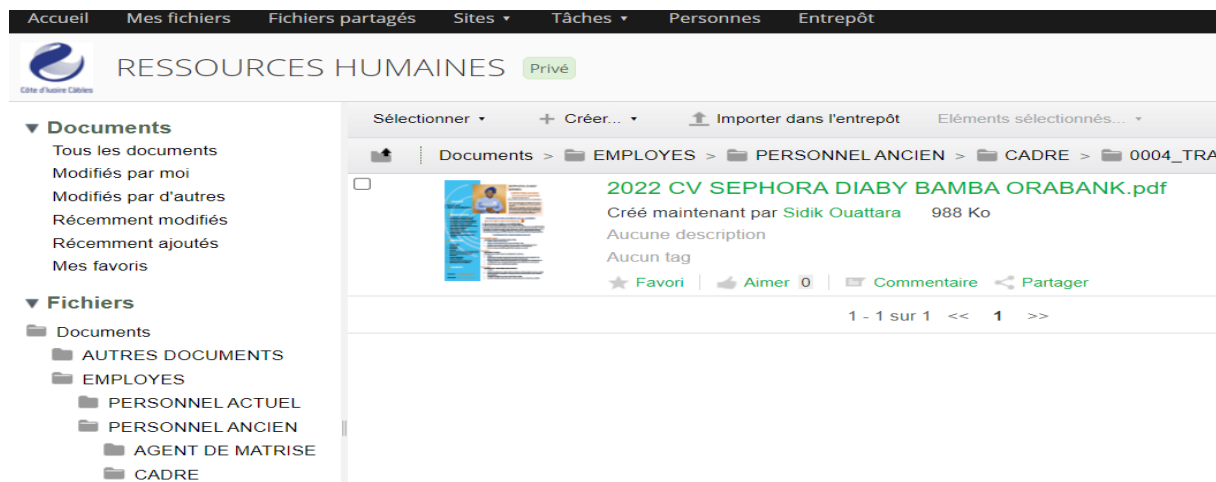 Accueil Mes fichiers Fichiers partagés Sites Tâches Personnes Entrepôt
Côte d'Ivoire Câbles
RESSOURCES HUMAINES Privé
Documents
Tous les documents
Modifiés par moi
Modifiés par d'autres
Récemment modifiés
Récemment ajoutés
Mes favoris
Fichiers
Documents
AUTRES DOCUMENTS
EMPLOYES
PERSONNEL ACTUEL
PERSONNEL ANCIEN
AGENT DE MATRISE
CADRE
Sélectionner + Créer... Importer dans l'entrepôt Eléments sélectionnés...
Documents > EMPLOYES > PERSONNEL ANCIEN > CADRE > 0004_TRA
2022 CV SEPHORA DIABY BAMBA ORABANK.pdf
Créé maintenant par Sidik Ouattara 988 Ko
Aucune description
Aucun tag
Favori Aimer 0 Commentaire Partager
1 - 1 sur 1 << 1 >>